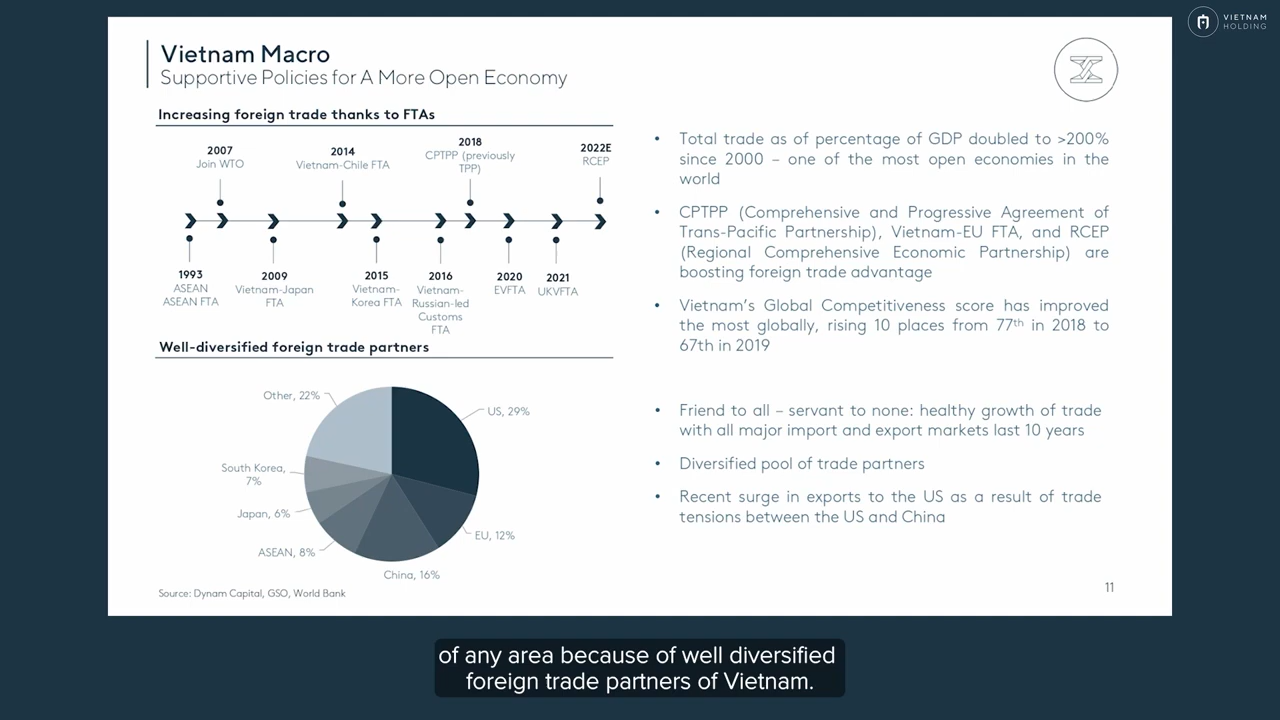 VIETNAM
HOLDING
Vietnam Macro
Supportive Policies for A More Open Economy
Increasing foreign trade thanks to FTAs
2007
Join WTO
2014
Vietnam-Chile FTA
2018
CPTPP (previously
TPP)
2022E
RCEP
1993
ASEAN
ASEAN FTA
2009
Vietnam-Japan
FTA
2015
Vietnam-
Korea FTA
2016
Vietnam-
Russian-led
Customs
FTA
2020
EVFTA
2021
UKVFTA
Well-diversified foreign trade partners
Other, 22%
US, 29%
South Korea,
7%
Japan, 6%
EU, 12%
ASEAN, 8%
China, 16%
Source: Dynam Capital, GSO, World Bank
• Total trade as of percentage of GDP doubled to >200%
since 2000 – one of the most open economies in the
world
• CPTPP (Comprehensive and Progressive Agreement of
Trans-Pacific Partnership), Vietnam-EU FTA, and RCEP
(Regional Comprehensive Economic Partnership) are
boosting foreign trade advantage
• Vietnam's Global Competitiveness score has improved
the most globally, rising 10 places from 77th in 2018 to
67th in 2019
• Friend to all – servant to none: healthy growth of trade
with all major import and export markets last 10 years
• Diversified pool of trade partners
• Recent surge in exports to the US as a result of trade
tensions between the US and China
11
of any area because of well diversified
foreign trade partners of Vietnam.